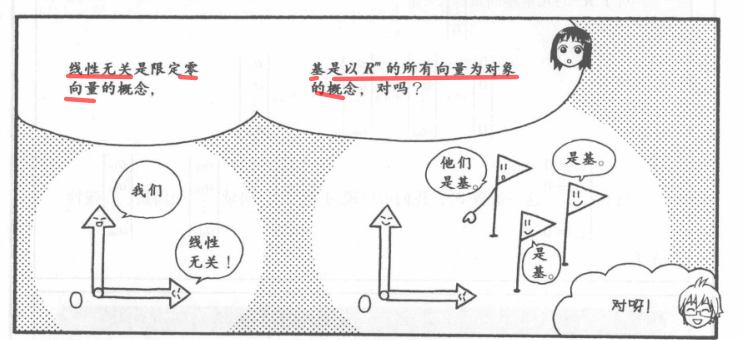 线性无关是限定零
向量的概念，
基是以 Rᵐ 的所有向量为对象
的概念，对吗？
我们
线性
无关！
O
他们
是基。
是基。
是
基。
O
对呀！